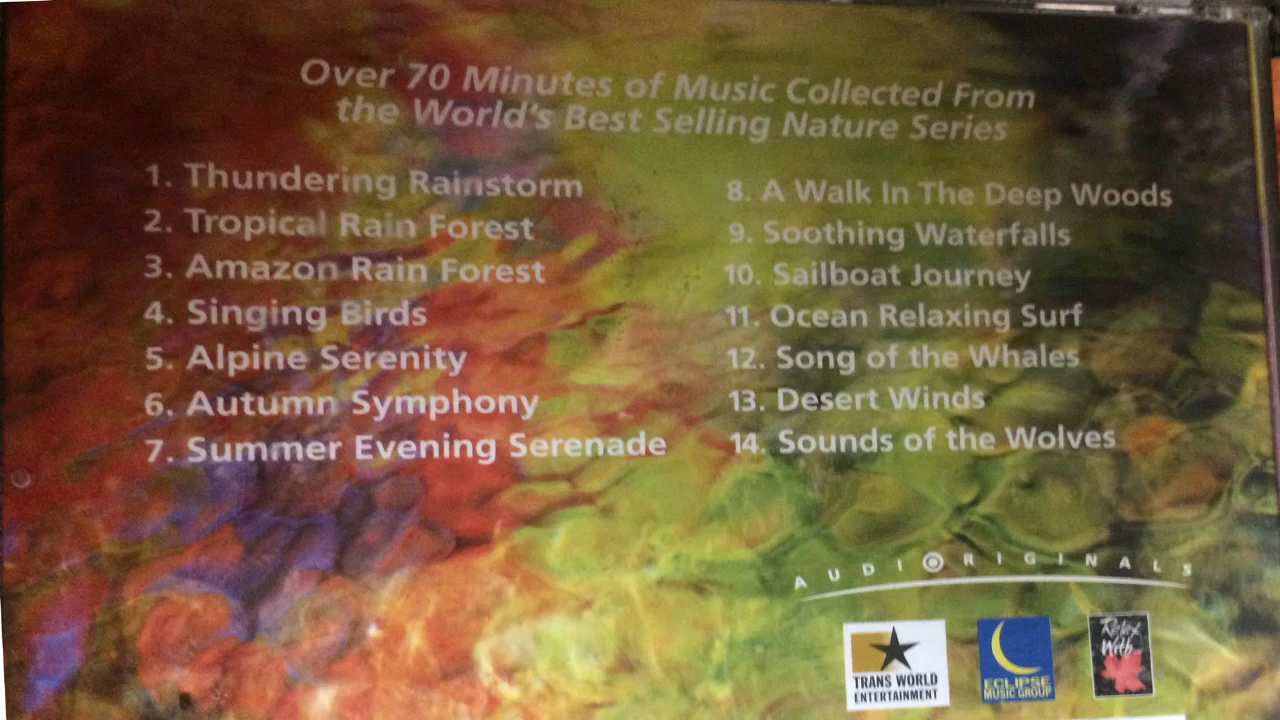 Over 70 Minutes of Music Collected From
the World's Best Selling Nature Series
1. Thundering Rainstorm
2. Tropical Rain Forest
3. Amazon Rain Forest
4. Singing Birds
5. Alpine Serenity
6. Autumn Symphony
7. Summer Evening Serenade
8. A Walk In The Deep Woods
9. Soothing Waterfalls
10. Sailboat Journey
11. Ocean Relaxing Surf
12. Song of the Whales
13. Desert Winds
14. Sounds of the Wolves
AUDIORIGINALS
TRANS WORLD
ENTERTAINMENT
ECLIPSE
MUSIC GROUP
Relax
With